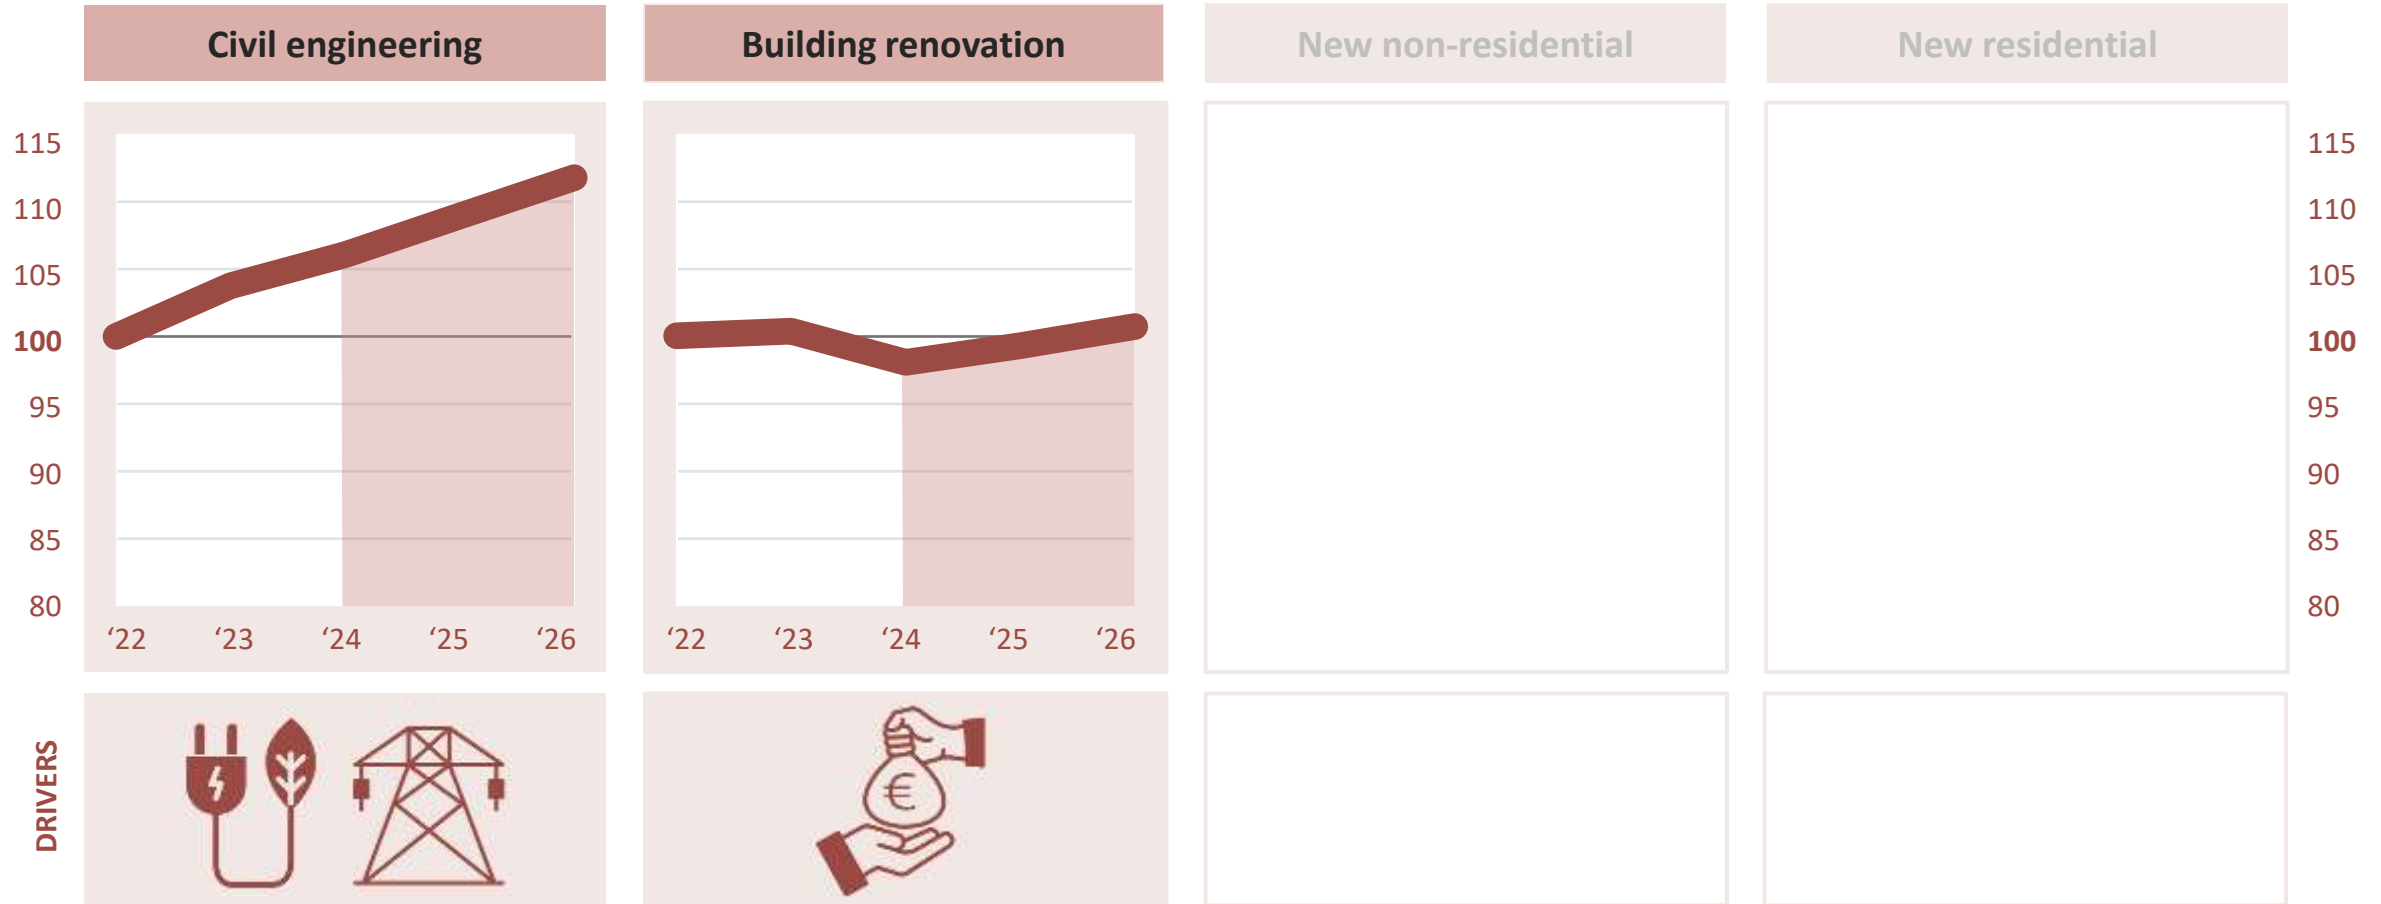 Civil engineering
Building renovation
New non-residential
New residential
115
110
105
100
95
90
85
80
‘22 ‘23 ‘24 ‘25 ‘26
‘22 ‘23 ‘24 ‘25 ‘26
115
110
105
100
95
90
85
80
DRIVERS
€